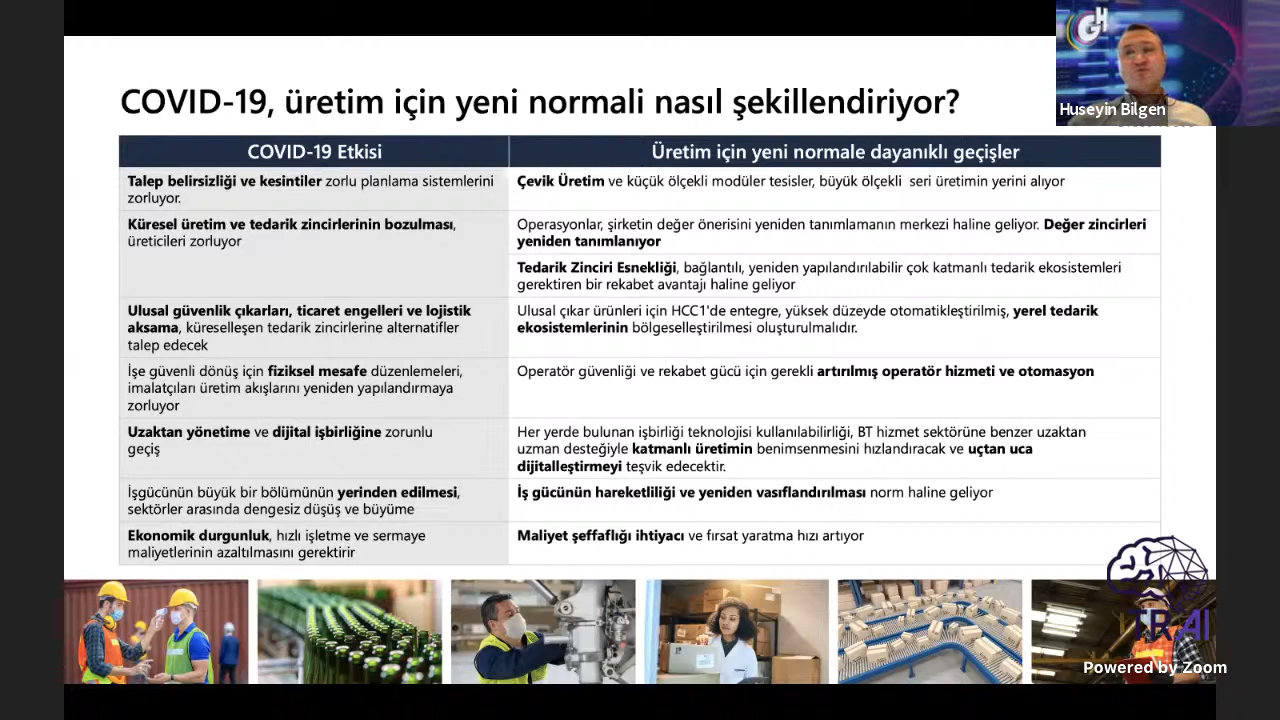 COVID-19, üretim için yeni normali nasıl şekillendiriyor?
GH
Huseyin Bilgen
COVID-19 Etkisi
Üretim için yeni normale dayanıklı geçişler
Talep belirsizliği ve kesintiler zorlu planlama sistemlerini
zorluyor.
Çevik Üretim ve küçük ölçekli modüler tesisler, büyük ölçekli seri üretimin yerini alıyor
Küresel üretim ve tedarik zincirlerinin bozulması,
üreticileri zorluyor
Operasyonlar, şirketin değer önerisini yeniden tanımlamanın merkezi haline geliyor. Değer zincirleri
yeniden tanımlanıyor
Tedarik Zinciri Esnekliği, bağlantılı, yeniden yapılandırılabilir çok katmanlı tedarik ekosistemleri
gerektiren bir rekabet avantajı haline geliyor
Ulusal güvenlik çıkarları, ticaret engelleri ve lojistik
aksama, küreselleşen tedarik zincirlerine alternatifler
talep edecek
Ulusal çıkar ürünleri için HCC1'de entegre, yüksek düzeyde otomatikleştirilmiş, yerel tedarik
ekosistemlerinin bölgeselleştirilmesi oluşturulmalıdır.
İşe güvenli dönüş için fiziksel mesafe düzenlemeleri,
imalatçıları üretim akışlarını yeniden yapılandırmaya
zorluyor
Operatör güvenliği ve rekabet gücü için gerekli artırılmış operatör hizmeti ve otomasyon
Uzaktan yönetime ve dijital işbirliğine zorunlu
geçiş
Her yerde bulunan işbirliği teknolojisi kullanılabilirliği, BT hizmet sektörüne benzer uzaktan
uzman desteğiyle katmanlı üretimin benimsenmesini hızlandıracak ve uçtan uca
dijitalleştirmeyi teşvik edecektir.
İşgücünün büyük bir bölümünün yerinden edilmesi,
sektörler arasında dengesiz düşüş ve büyüme
İş gücünün hareketliliği ve yeniden vasıflandırılması norm haline geliyor
Ekonomik durgunluk, hızlı işletme ve sermaye
maliyetlerinin azaltılmasını gerektirir
Maliyet şeffaflığı ihtiyacı ve fırsat yaratma hızı artıyor
TRAI
Powered by Zoom